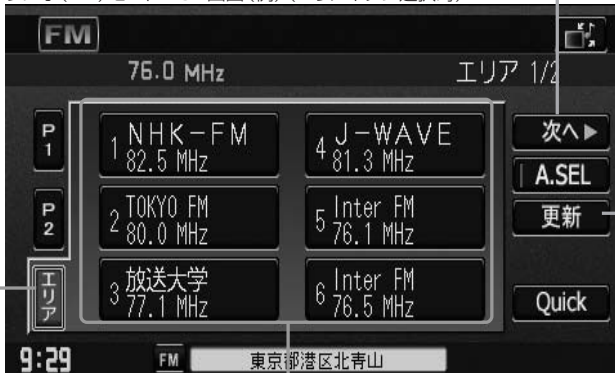 FM
76.0 MHz
エリア 1/2
P1
P2
エリア
1 NHK-FM
82.5 MHz
2 TOKYO FM
80.0 MHz
3 放送大学
77.1 MHz
4 J-WAVE
81.3 MHz
5 Inter FM
76.1 MHz
6 Inter FM
76.5 MHz
次へ▶
A.SEL
更新
Quick
9:29
FM
東京都港区北青山